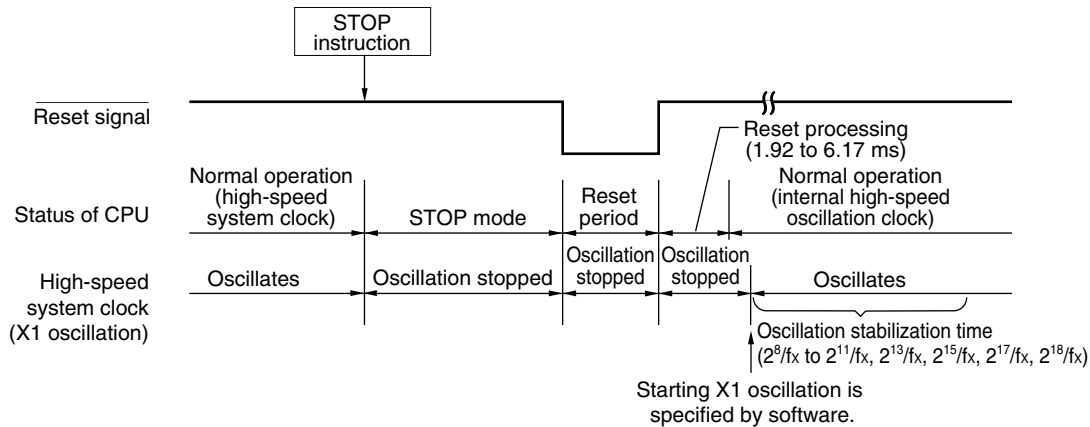 STOP
instruction
Reset signal
Reset processing
(1.92 to 6.17 ms)
Status of CPU
Normal operation
(high-speed
system clock)
STOP mode
Reset
period
Normal operation
(internal high-speed
oscillation clock)
High-speed
system clock
(X1 oscillation)
Oscillates
Oscillation stopped
Oscillation
stopped
Oscillation
stopped
Oscillates
Oscillation stabilization time
(2⁸/fx to 2¹¹/fx, 2¹³/fx, 2¹⁵/fx, 2¹⁷/fx, 2¹⁸/fx)
Starting X1 oscillation is
specified by software.